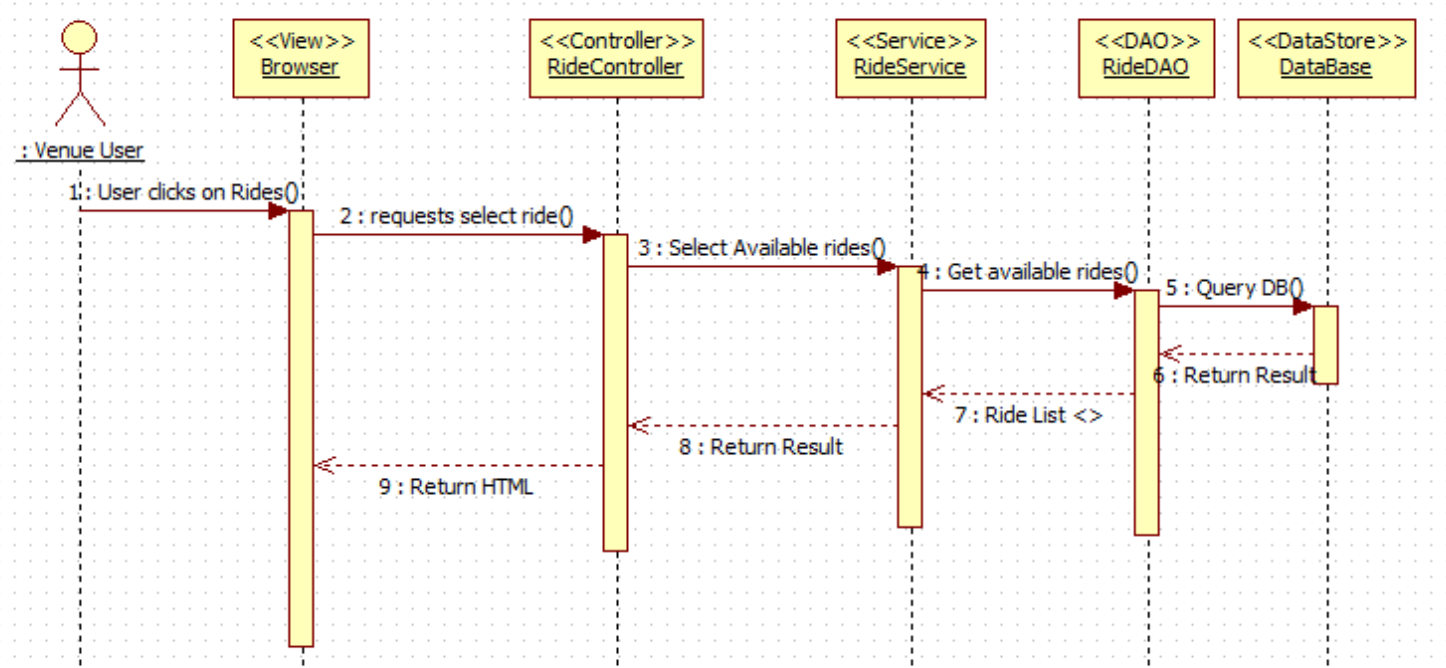 <<View>>
Browser
<<Controller>>
RideController
<<Service>>
RideService
<<DAO>>
RideDAO
<<DataStore>>
DataBase
: Venue User
1 : User clicks on Rides()
2 : requests select ride()
3 : Select Available rides()
4 : Get available rides()
5 : Query DB()
6 : Return Result
7 : Ride List <>
8 : Return Result
9 : Return HTML